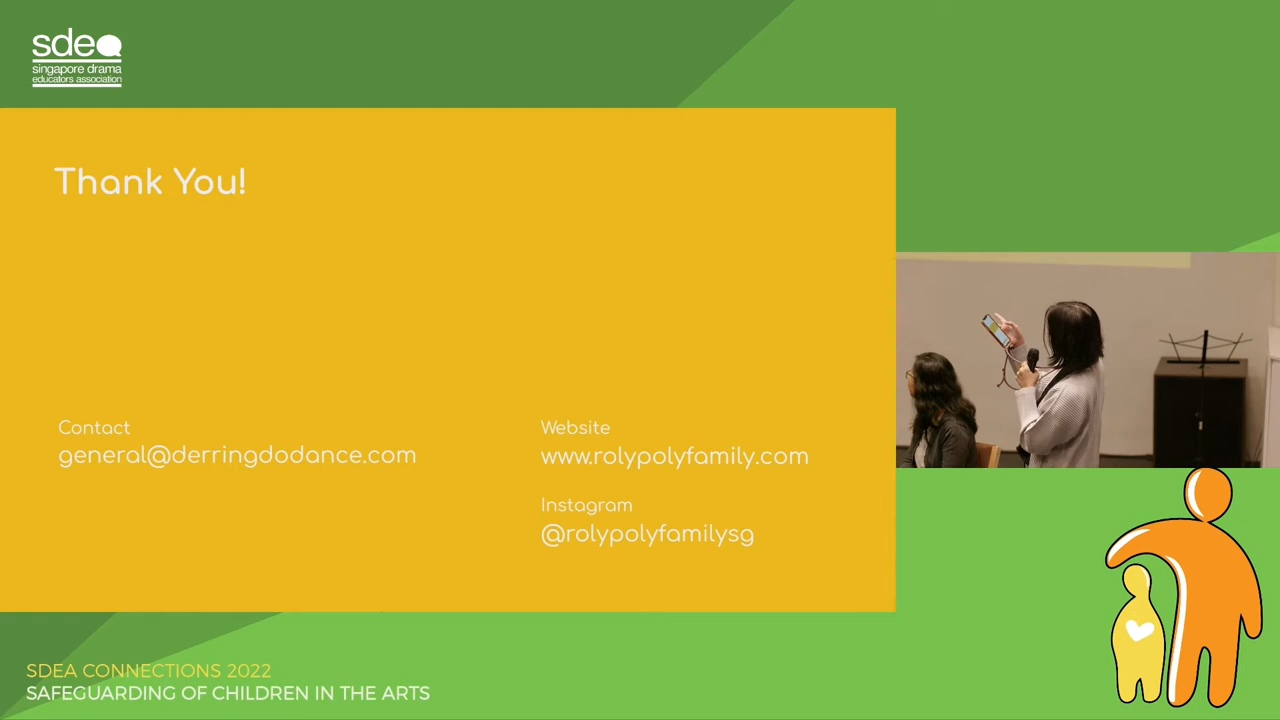 sdea
singapore drama
educators association
Thank You!
Contact
general@derringdodance.com
Website
www.rolypolyfamily.com
Instagram
@rolypolyfamilysg
SDEA CONNECTIONS 2022
SAFEGUARDING OF CHILDREN IN THE ARTS